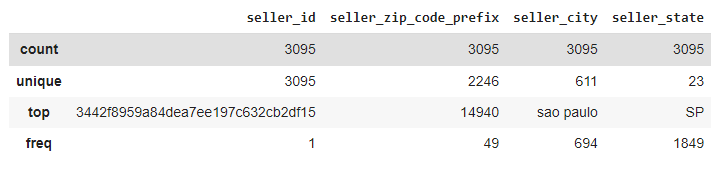 seller_id seller_zip_code_prefix seller_city seller_state
count 3095 3095 3095 3095
unique 3095 2246 611 23
top 3442f8959a84dea7ee197c632cb2df15 14940 sao paulo SP
freq 1 49 694 1849